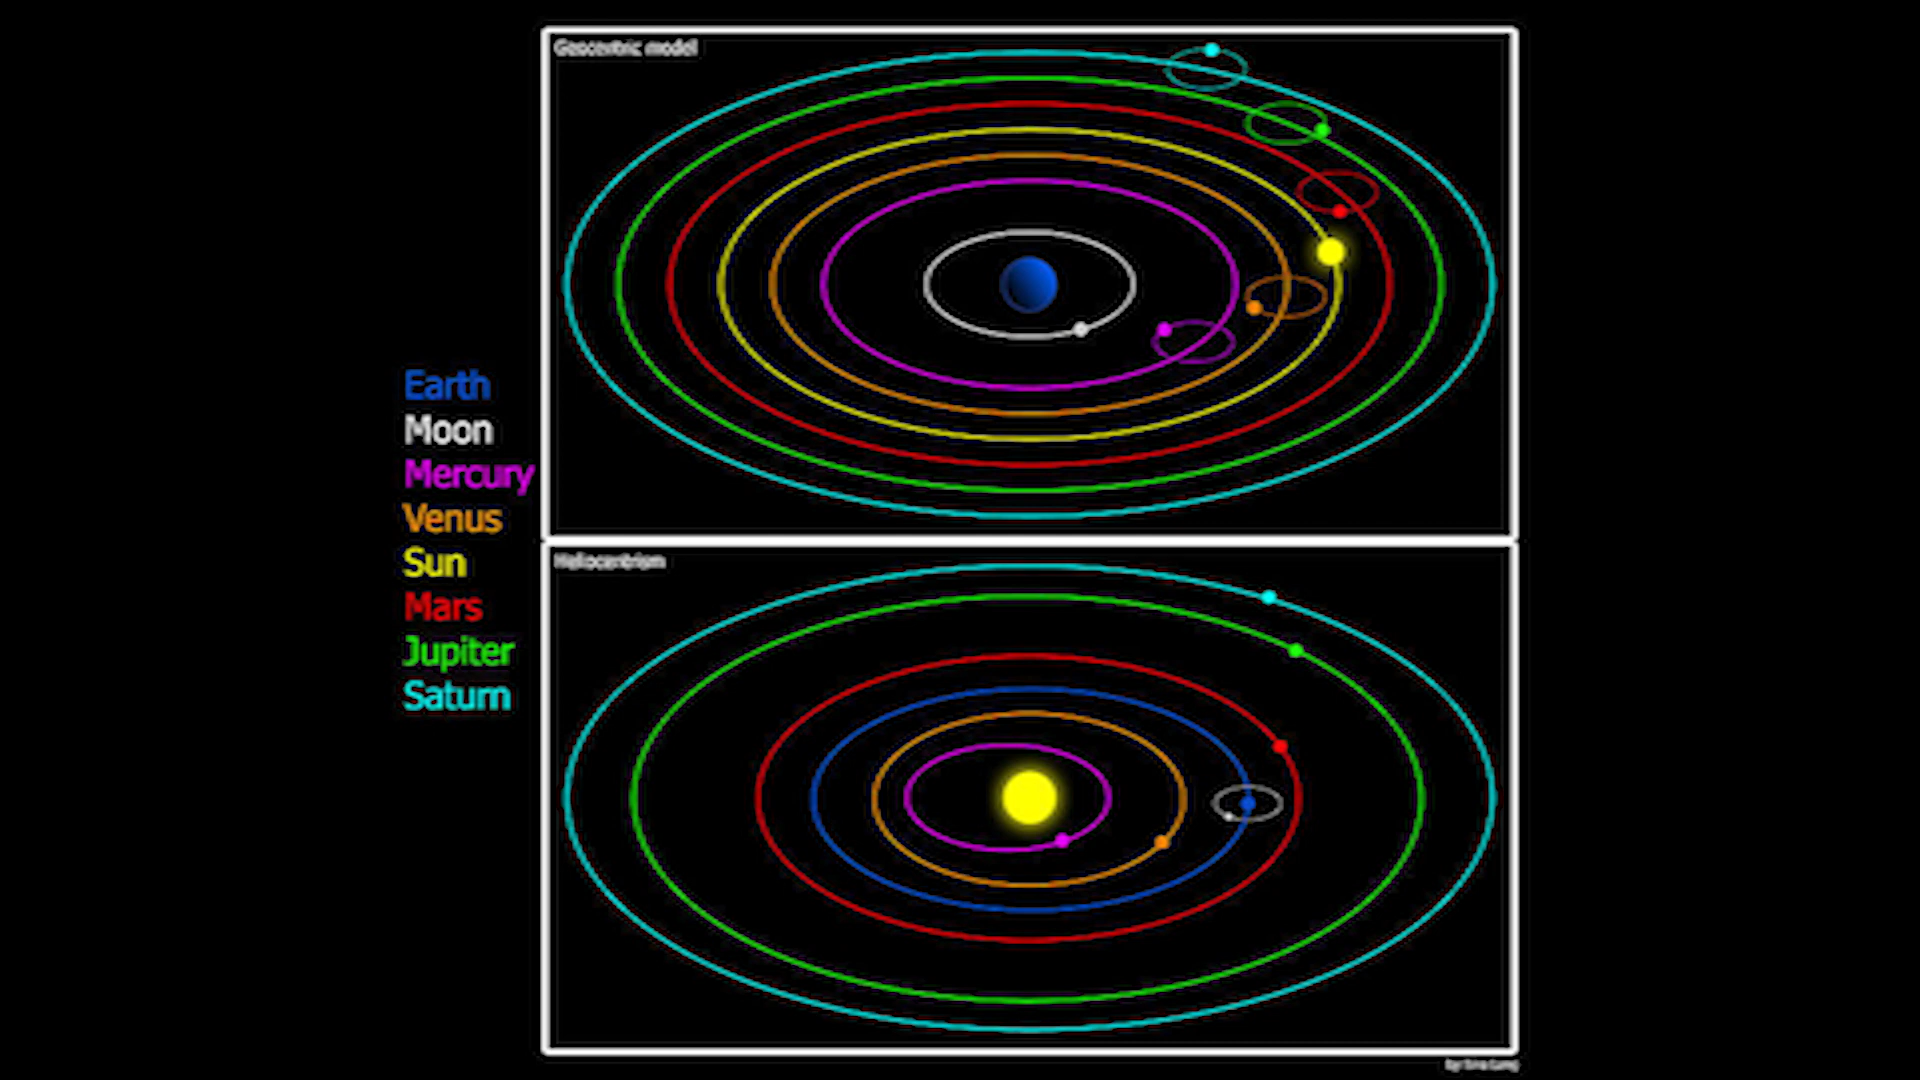 Geocentric model
Earth
Moon
Mercury
Venus
Sun
Mars
Jupiter
Saturn
Heliocentrism